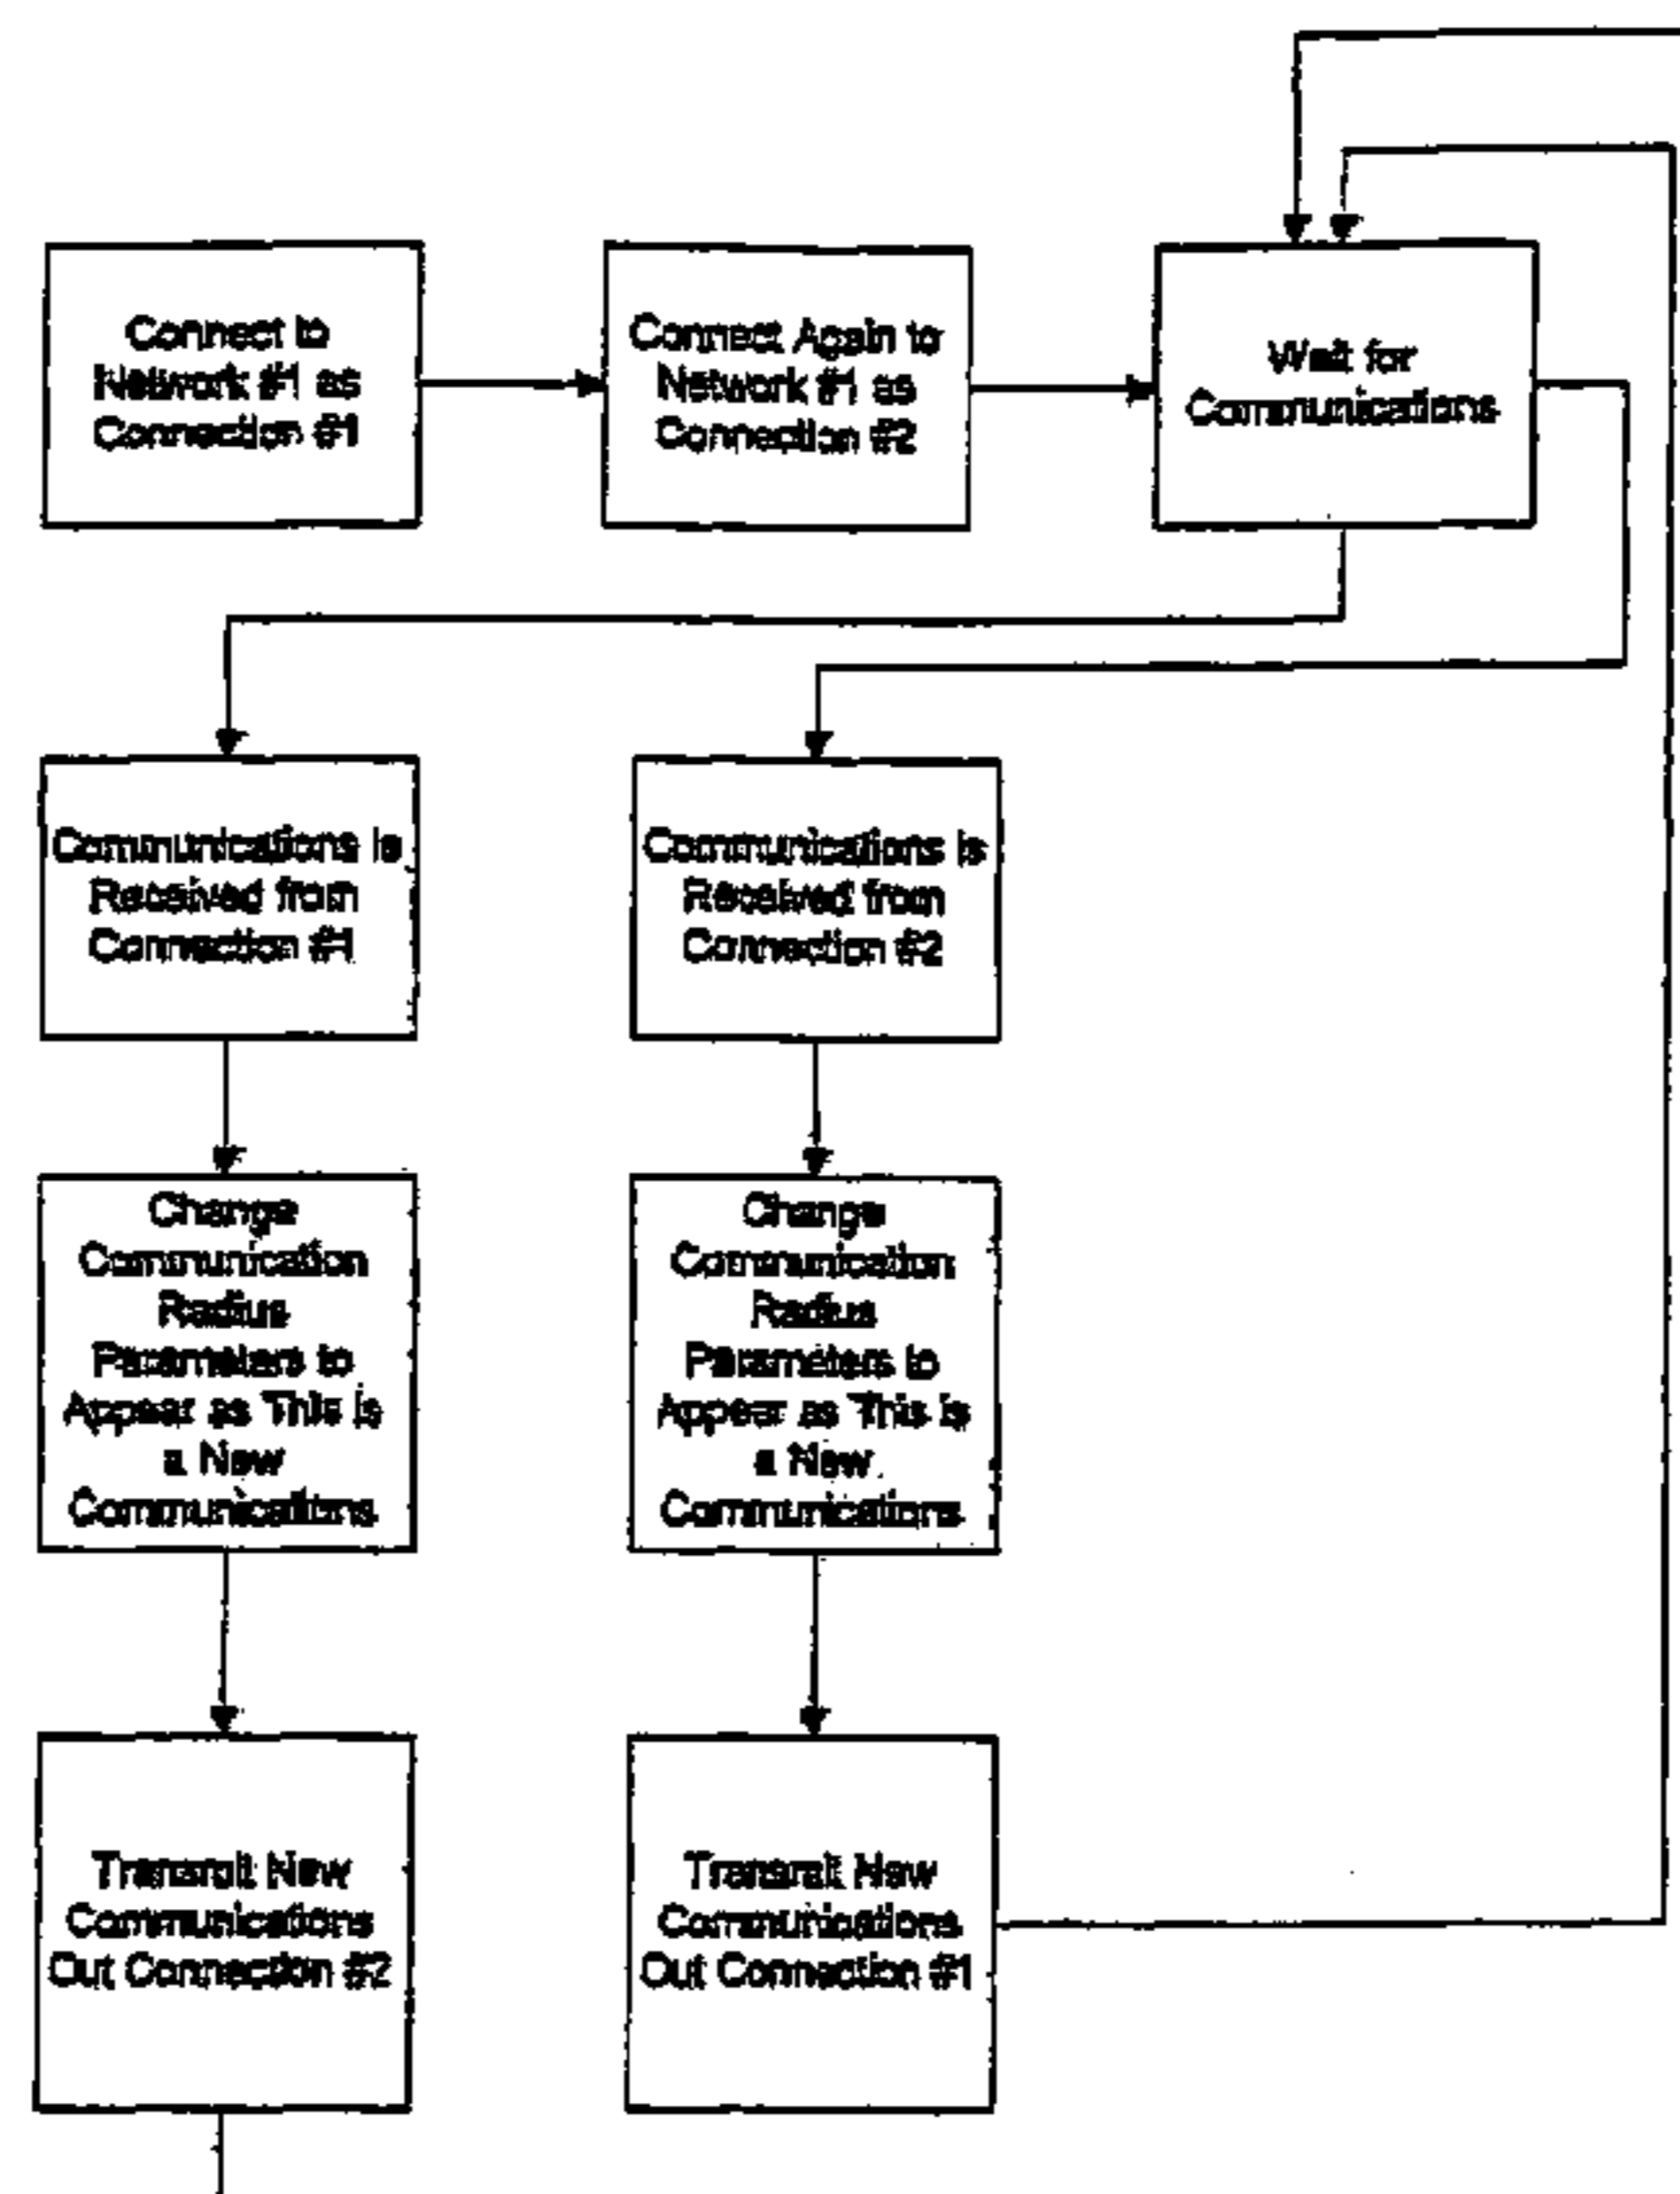 Connect to
Network #1 as
Connection #1
Connect Again to
Network #1 as
Connection #2
Wait for
Communications
Communications is
Received from
Connection #1
Communications is
Received from
Connection #2
Change
Communication
Radius
Parameters to
Appear as This is
a New
Communications
Change
Communication
Radius
Parameters to
Appear as This is
a New
Communications
Transmit New
Communications
Out Connection #2
Transmit New
Communications
Out Connection #1